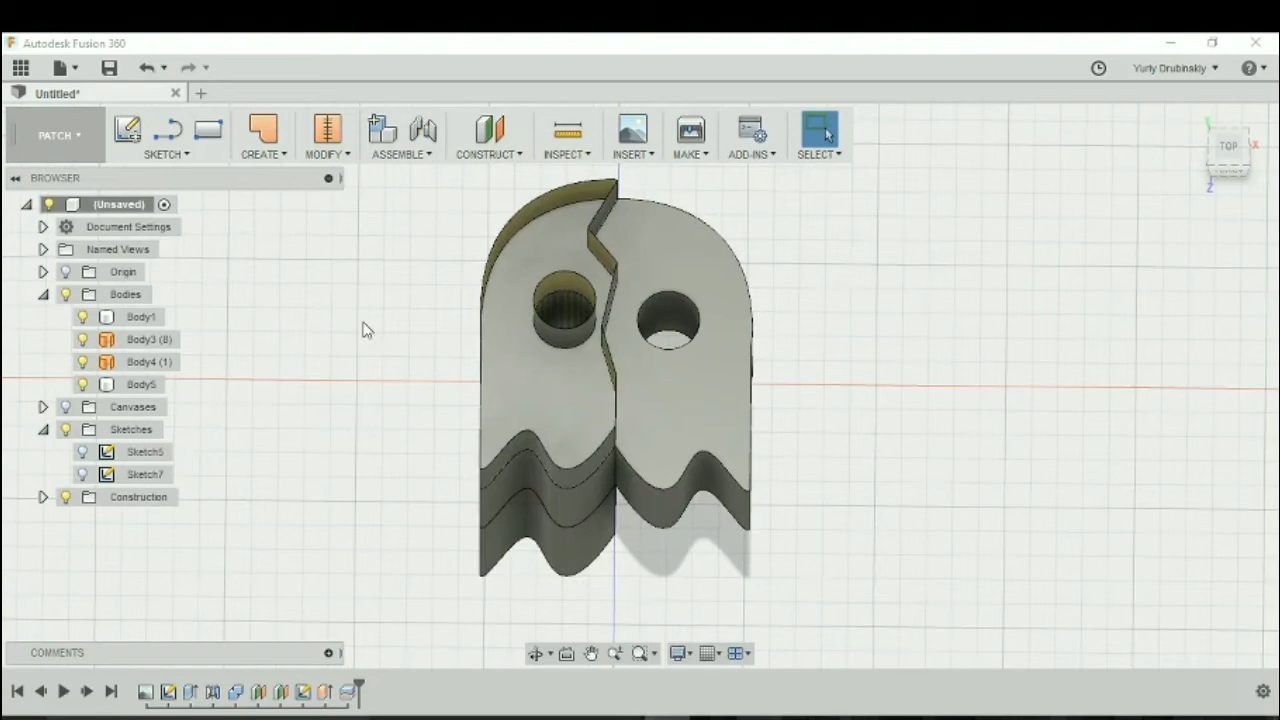 Autodesk Fusion 360
Yuriy Drubinskiy
Untitled*
PATCH
SKETCH
CREATE
MODIFY
ASSEMBLE
CONSTRUCT
INSPECT
INSERT
MAKE
ADD-INS
SELECT
TOP
X
Z
BROWSER
(Unsaved)
Document Settings
Named Views
Origin
Bodies
Body1
Body3 (8)
Body4 (1)
Body5
Canvases
Sketches
Sketch5
Sketch7
Construction
COMMENTS